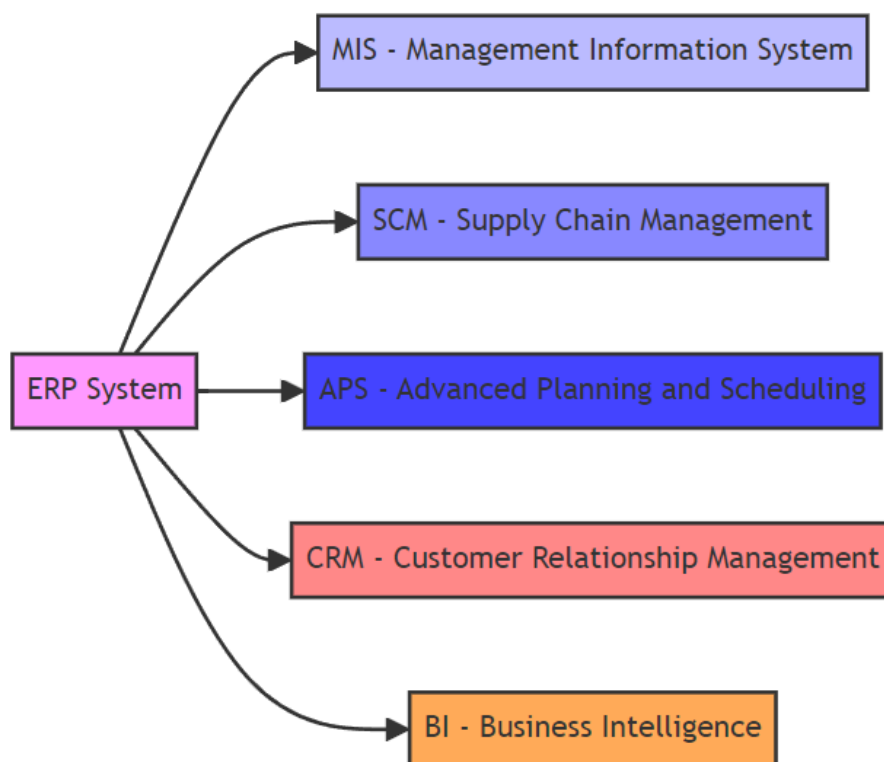 MIS - Management Information System
SCM - Supply Chain Management
ERP System
APS - Advanced Planning and Scheduling
CRM - Customer Relationship Management
BI - Business Intelligence